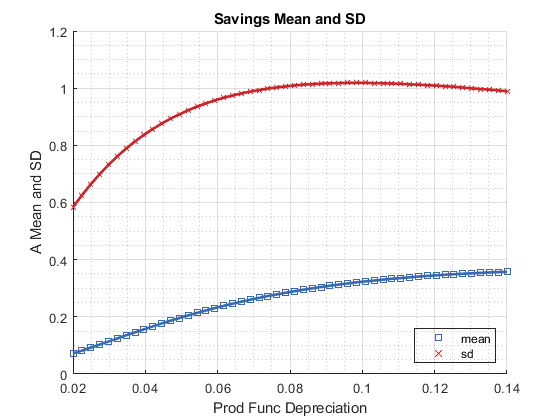 Savings Mean and SD
1.2
1
0.8
0.6
0.4
0.2
0
A Mean and SD
0.02 0.04 0.06 0.08 0.1 0.12 0.14
Prod Func Depreciation
mean
sd